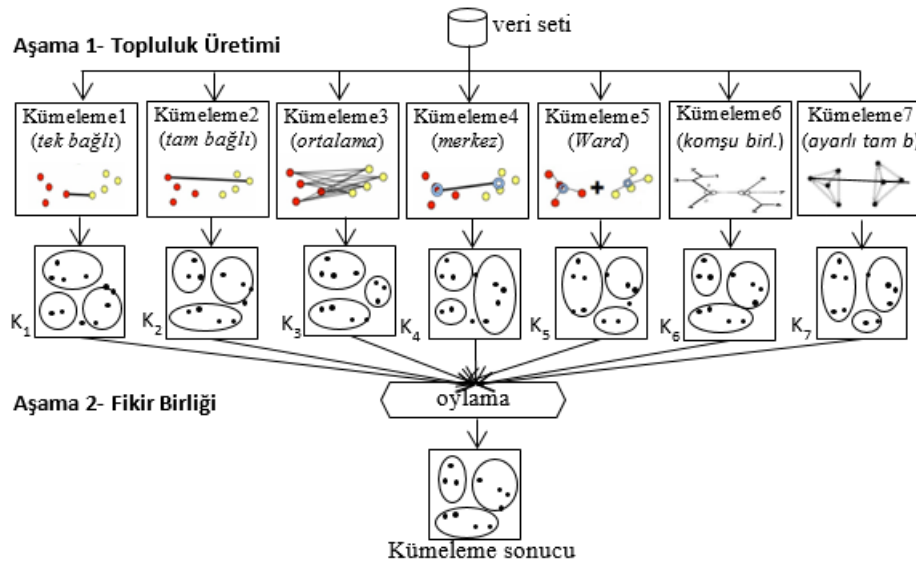 veri seti
Aşama 1- Topluluk Üretimi
Kümeleme1
(tek bağlı)
Kümeleme2
(tam bağlı)
Kümeleme3
(ortalama)
Kümeleme4
(merkez)
Kümeleme5
(Ward)
Kümeleme6
(komşu birl.)
Kümeleme7
(ayarlı tam b)
K1
K2
K3
K4
K5
K6
K7
Aşama 2- Fikir Birliği
oylama
Kümeleme sonucu